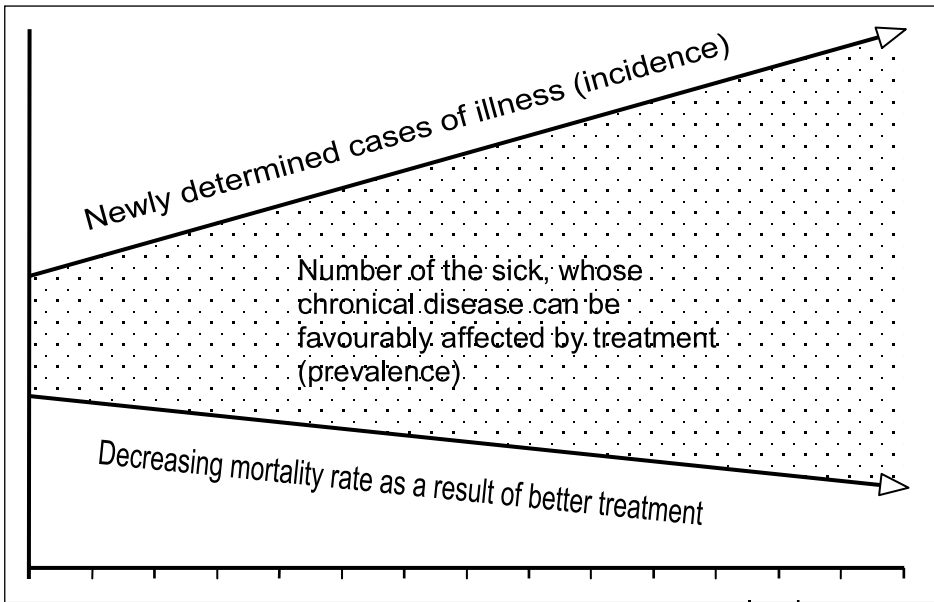 Newly determined cases of illness (incidence)
Number of the sick, whose
chronical disease can be
favourably affected by treatment
(prevalence)
Decreasing mortality rate as a result of better treatment